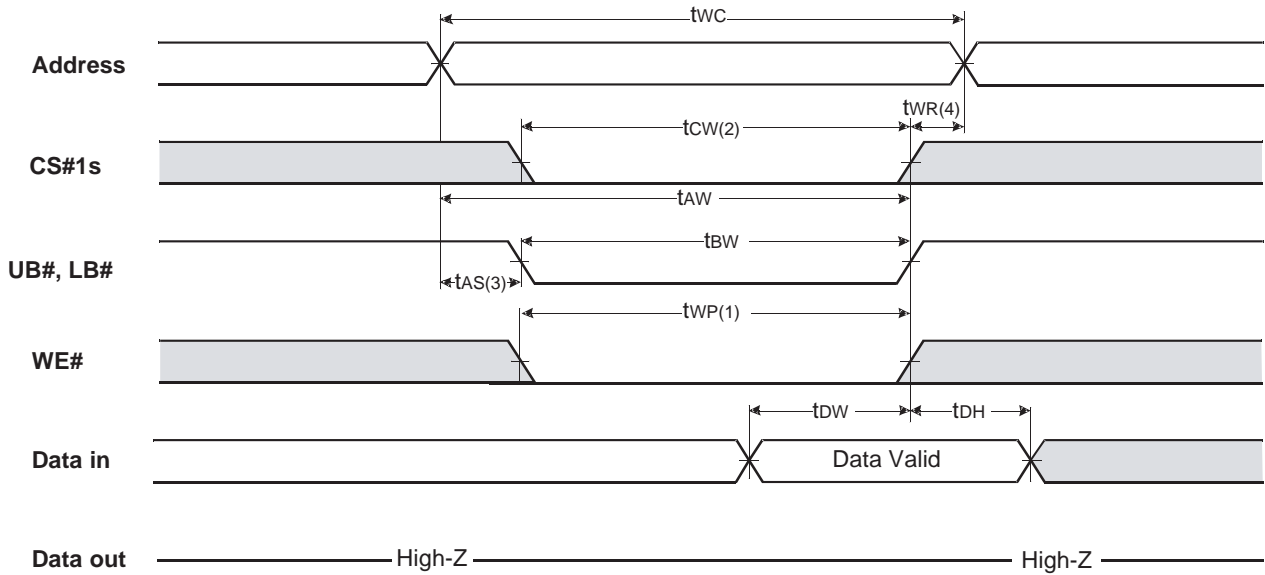 tWC
Address
tWR(4)
tCW(2)
CS#1s
tAW
tBW
UB#, LB#
tAS(3)
tWP(1)
WE#
tDW tDH
Data in Data Valid
Data out High-Z High-Z